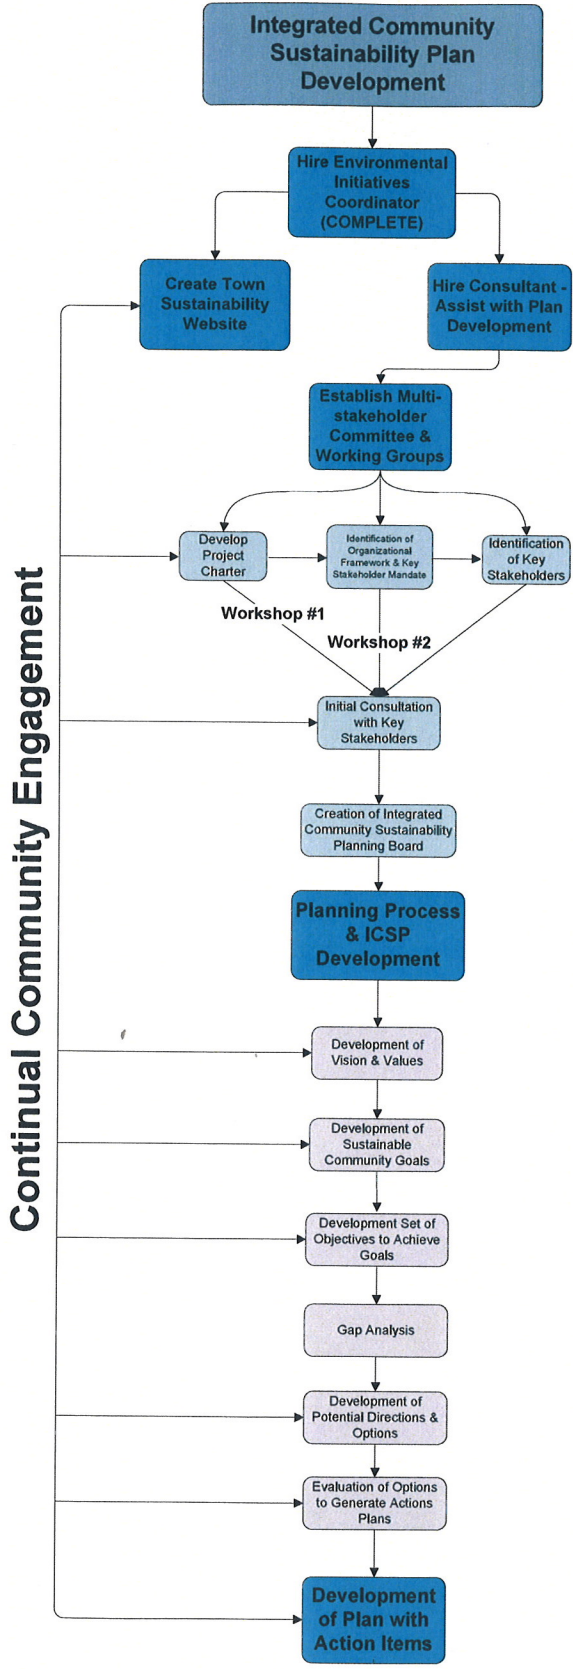 Integrated Community
Sustainability Plan
Development
Hire Environmental
Initiatives
Coordinator
(COMPLETE)
Create Town
Sustainability
Website
Hire Consultant -
Assist with Plan
Development
Establish Multi-
stakeholder
Committee &
Working Groups
Develop
Project
Charter
Identification of
Organizational
Framework & Key
Stakeholder Mandate
Identification
of Key
Stakeholders
Workshop #1
Workshop #2
Initial Consultation
with Key
Stakeholders
Creation of Integrated
Community Sustainability
Planning Board
Planning Process
& ICSP
Development
Continual Community Engagement
Development of
Vision & Values
Development of
Sustainable
Community Goals
Development Set of
Objectives to Achieve
Goals
Gap Analysis
Development of
Potential Directions &
Options
Evaluation of Options
to Generate Actions
Plans
Development
of Plan with
Action Items